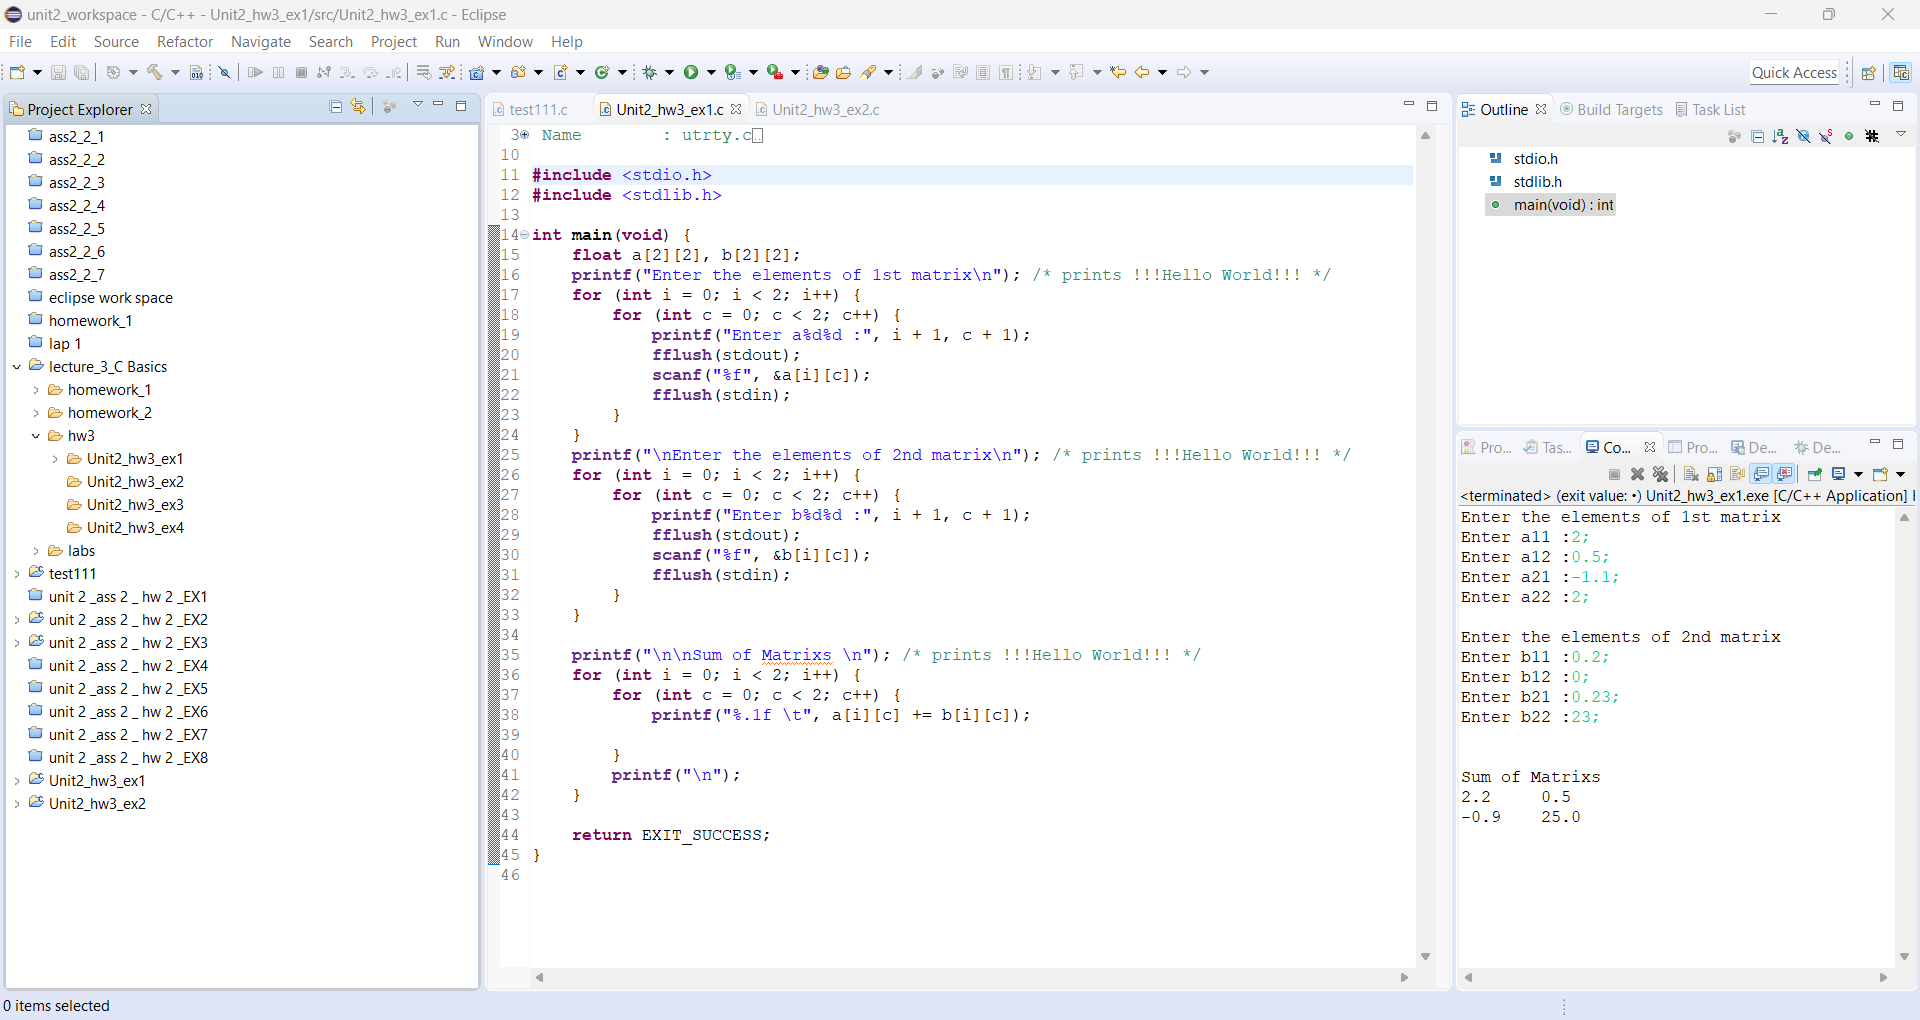 unit2_workspace - C/C++ - Unit2_hw3_ex1/src/Unit2_hw3_ex1.c - Eclipse
File Edit Source Refactor Navigate Search Project Run Window Help
Quick Access
Project Explorer
ass2_2_1
ass2_2_2
ass2_2_3
ass2_2_4
ass2_2_5
ass2_2_6
ass2_2_7
eclipse work space
homework_1
lap 1
lecture_3_C Basics
homework_1
homework_2
hw3
Unit2_hw3_ex1
Unit2_hw3_ex2
Unit2_hw3_ex3
Unit2_hw3_ex4
labs
test111
unit 2 _ass 2 _ hw 2 _EX1
unit 2 _ass 2 _ hw 2 _EX2
unit 2 _ass 2 _ hw 2 _EX3
unit 2 _ass 2 _ hw 2 _EX4
unit 2 _ass 2 _ hw 2 _EX5
unit 2 _ass 2 _ hw 2 _EX6
unit 2 _ass 2 _ hw 2 _EX7
unit 2 _ass 2 _ hw 2 _EX8
Unit2_hw3_ex1
Unit2_hw3_ex2
test111.c Unit2_hw3_ex1.c Unit2_hw3_ex2.c
3 Name : utrty.c
10
11 #include <stdio.h>
12 #include <stdlib.h>
13
14 int main(void) {
15 float a[2][2], b[2][2];
16 printf("Enter the elements of 1st matrix\n"); /* prints !!!Hello World!!! */
17 for (int i = 0; i < 2; i++) {
18 for (int c = 0; c < 2; c++) {
19 printf("Enter a%d%d :", i + 1, c + 1);
20 fflush(stdout);
21 scanf("%f", &a[i][c]);
22 fflush(stdin);
23 }
24 }
25 printf("\nEnter the elements of 2nd matrix\n"); /* prints !!!Hello World!!! */
26 for (int i = 0; i < 2; i++) {
27 for (int c = 0; c < 2; c++) {
28 printf("Enter b%d%d :", i + 1, c + 1);
29 fflush(stdout);
30 scanf("%f", &b[i][c]);
31 fflush(stdin);
32 }
33 }
34
35 printf("\n\nSum of Matrixs \n"); /* prints !!!Hello World!!! */
36 for (int i = 0; i < 2; i++) {
37 for (int c = 0; c < 2; c++) {
38 printf("%.1f \t", a[i][c] += b[i][c]);
39
40 }
41 printf("\n");
42 }
43
44 return EXIT_SUCCESS;
45 }
46
Outline Build Targets Task List
stdio.h
stdlib.h
main(void) : int
Pro... Tas... Co... Pro... De... De...
<terminated> (exit value: •) Unit2_hw3_ex1.exe [C/C++ Application]
Enter the elements of 1st matrix
Enter a11 :2;
Enter a12 :0.5;
Enter a21 :-1.1;
Enter a22 :2;
Enter the elements of 2nd matrix
Enter b11 :0.2;
Enter b12 :0;
Enter b21 :0.23;
Enter b22 :23;
Sum of Matrixs
2.2 0.5
-0.9 25.0
0 items selected